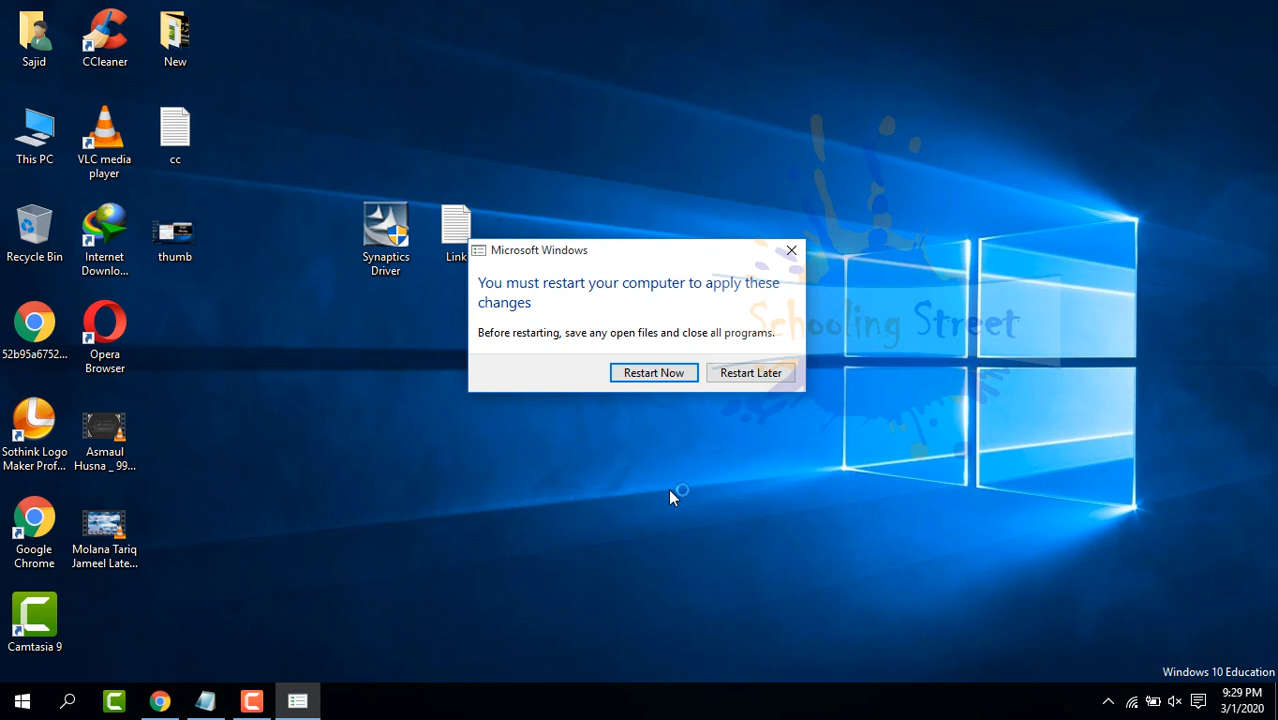 Sajid
CCleaner
New
This PC
VLC media
player
cc
Recycle Bin
Internet
Downlo...
thumb
Synaptics
Driver
Link
52b95a6752...
Opera
Browser
Sothink Logo
Maker Prof...
Asmaul
Husna _ 99...
Google
Chrome
Molana Tariq
Jameel Late...
Camtasia 9
Microsoft Windows
You must restart your computer to apply these
changes
Before restarting, save any open files and close all programs.
Restart Now
Restart Later
Schooling Street
Windows 10 Education
9:29 PM
3/1/2020